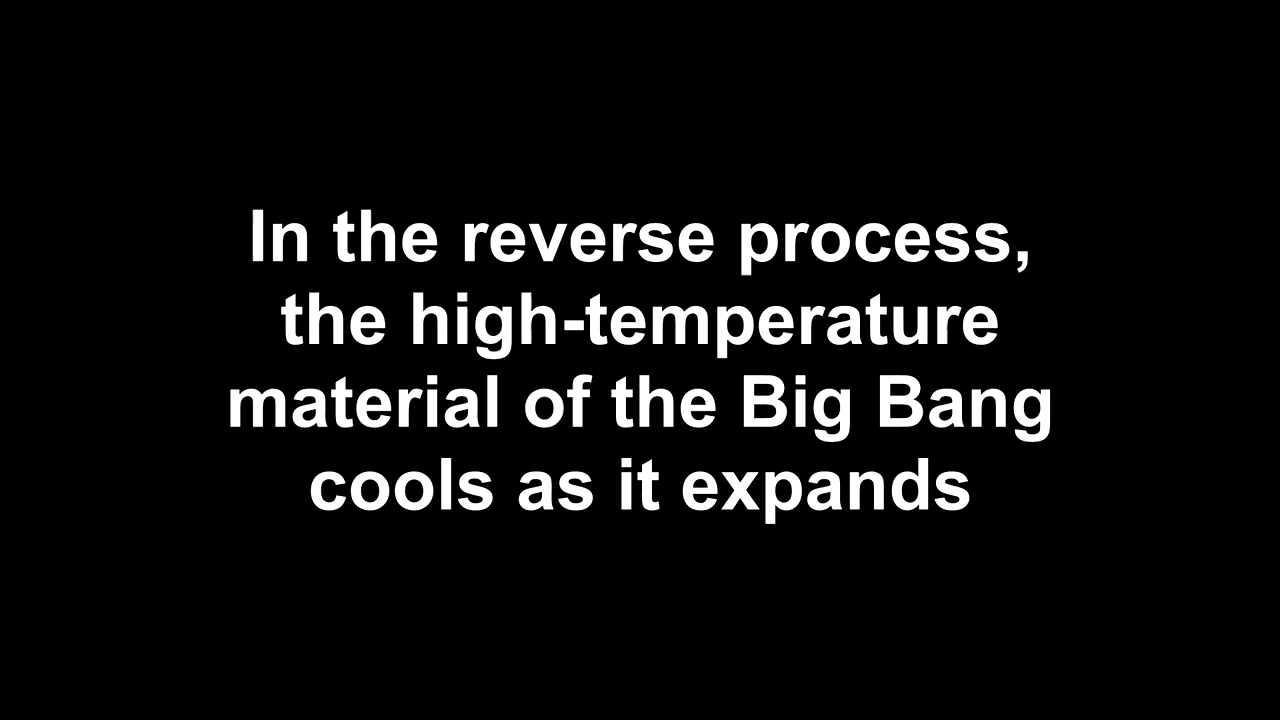 In the reverse process,
the high-temperature
material of the Big Bang
cools as it expands